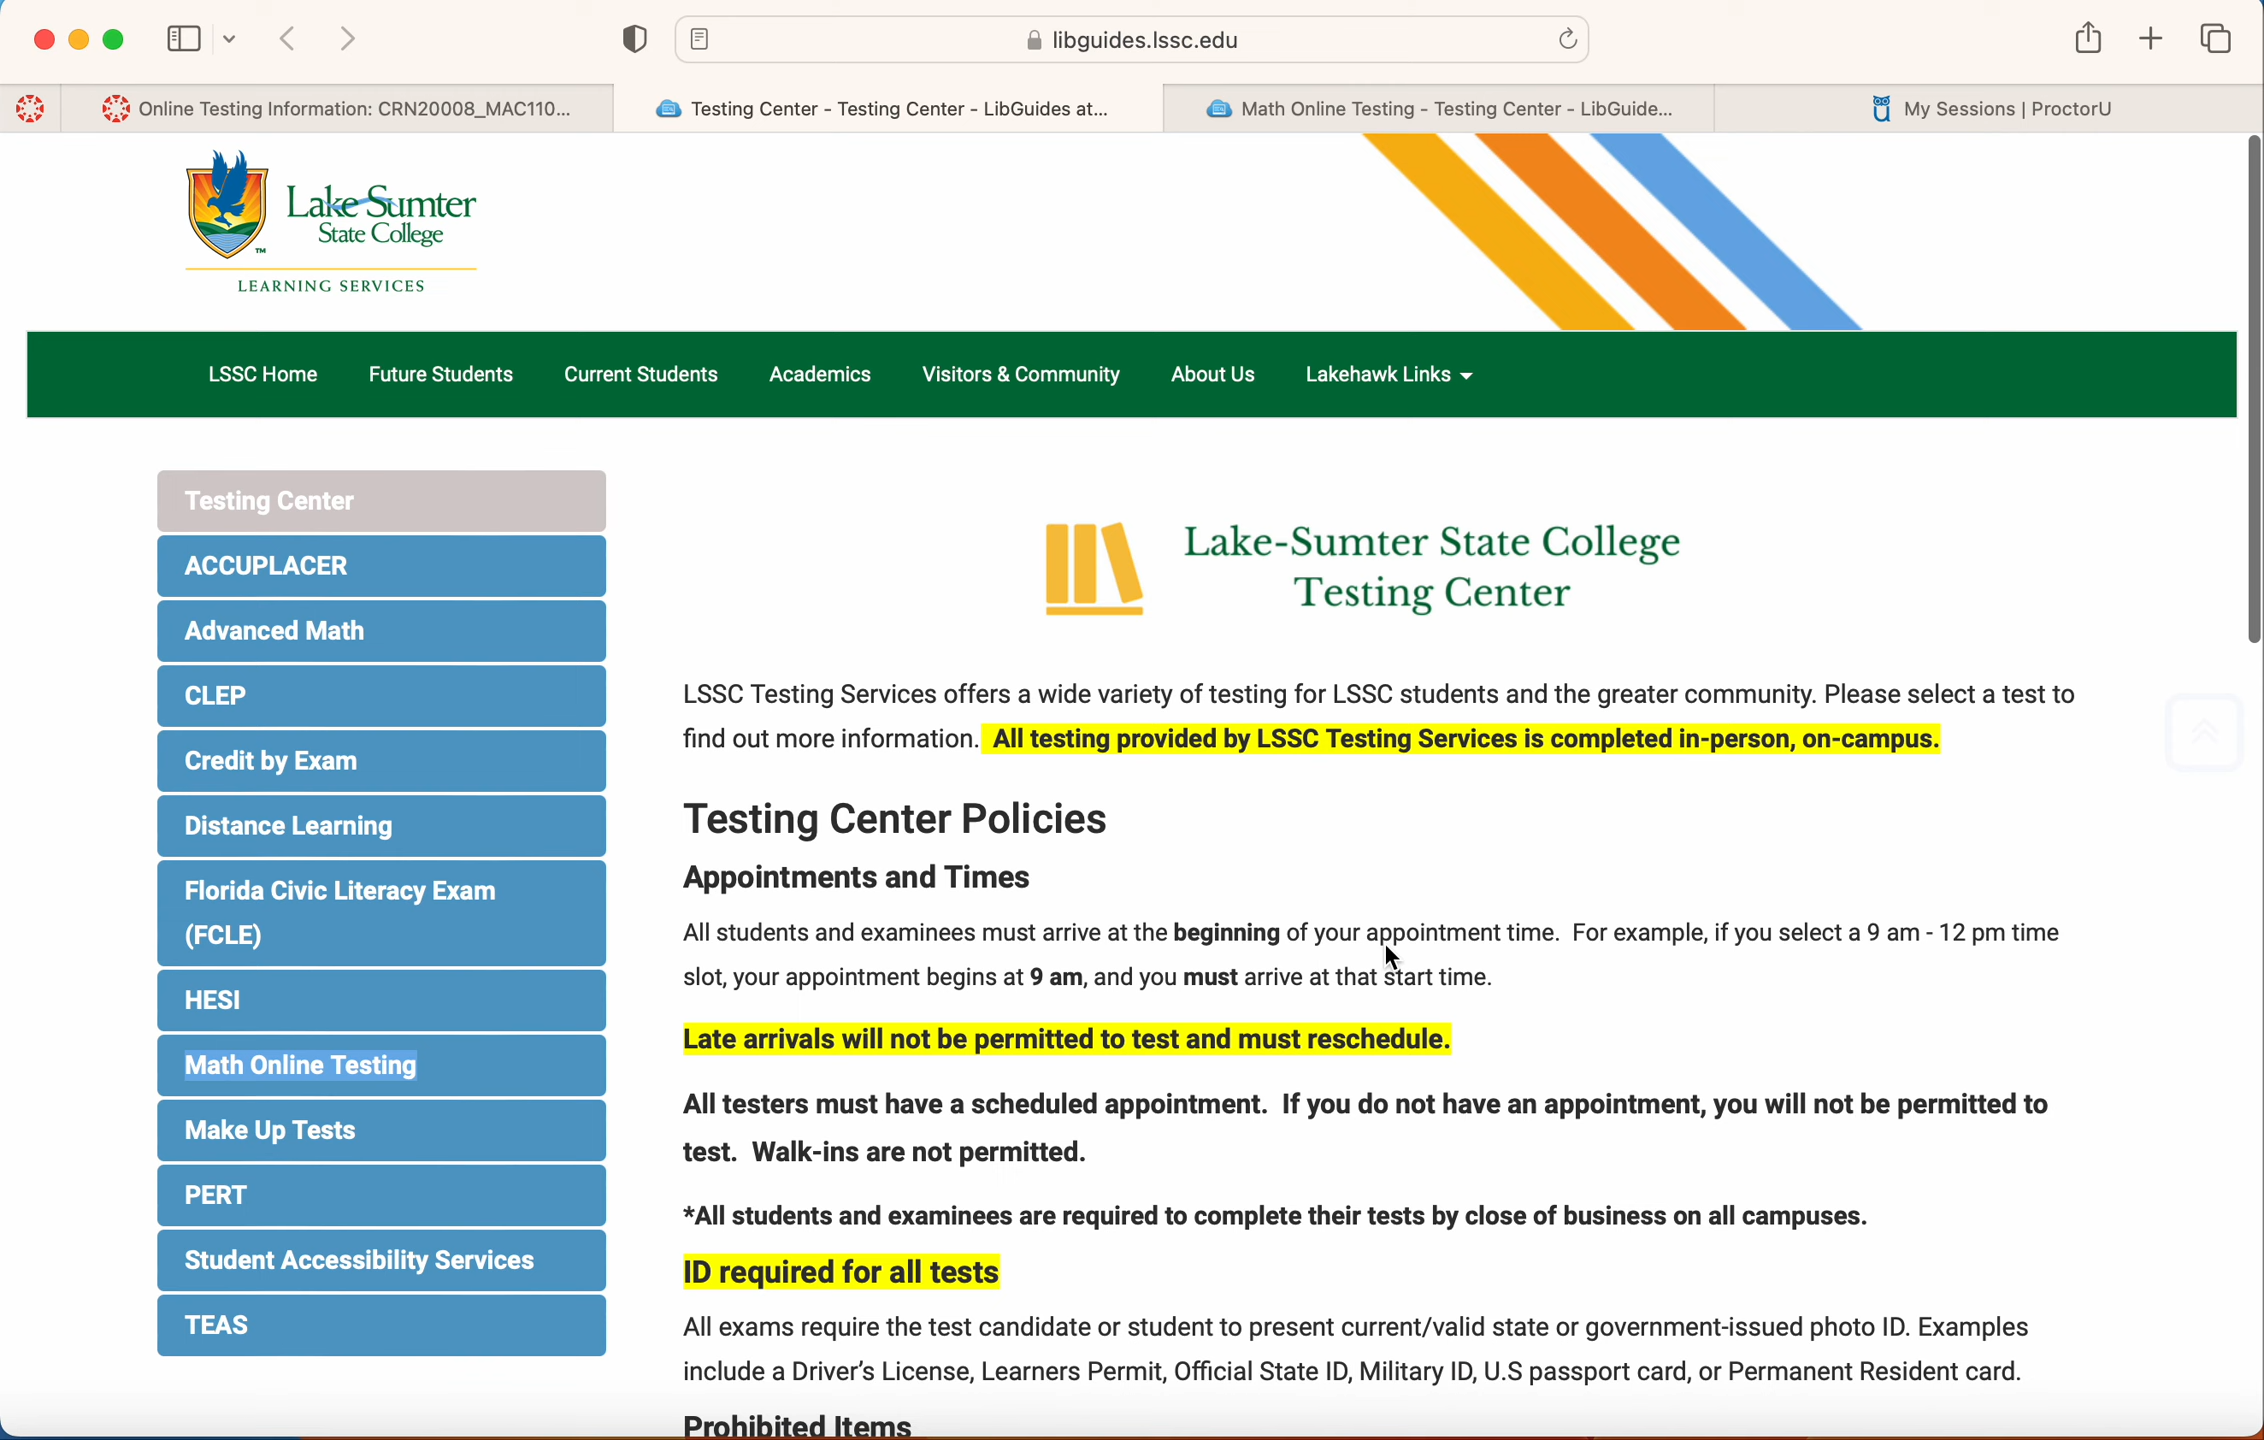 libguides.lssc.edu
Online Testing Information: CRN20008_MAC110...
Testing Center - Testing Center - LibGuides at...
Math Online Testing - Testing Center - LibGuide...
My Sessions | ProctorU
Lake-Sumter
State College
TM
LEARNING SERVICES
LSSC Home
Future Students
Current Students
Academics
Visitors & Community
About Us
Lakehawk Links
Testing Center
ACCUPLACER
Advanced Math
CLEP
Credit by Exam
Distance Learning
Florida Civic Literacy Exam
(FCLE)
HESI
Math Online Testing
Make Up Tests
PERT
Student Accessibility Services
TEAS
Lake-Sumter State College
Testing Center
LSSC Testing Services offers a wide variety of testing for LSSC students and the greater community. Please select a test to
find out more information. All testing provided by LSSC Testing Services is completed in-person, on-campus.
Testing Center Policies
Appointments and Times
All students and examinees must arrive at the beginning of your appointment time. For example, if you select a 9 am - 12 pm time
slot, your appointment begins at 9 am, and you must arrive at that start time.
Late arrivals will not be permitted to test and must reschedule.
All testers must have a scheduled appointment. If you do not have an appointment, you will not be permitted to
test. Walk-ins are not permitted.
*All students and examinees are required to complete their tests by close of business on all campuses.
ID required for all tests
All exams require the test candidate or student to present current/valid state or government-issued photo ID. Examples
include a Driver's License, Learners Permit, Official State ID, Military ID, U.S passport card, or Permanent Resident card.
Prohibited Items